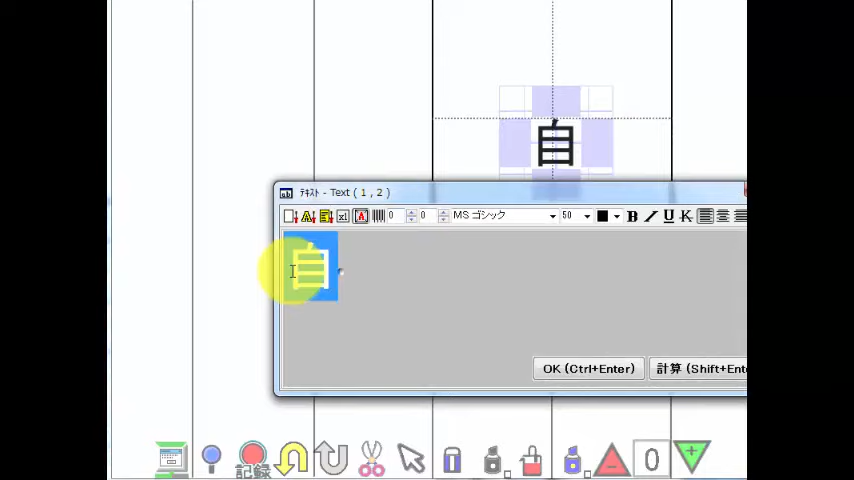 自
テキスト - Text ( 1 , 2 )
0 0 MS ゴシック 50 B U K
自
OK (Ctrl+Enter) 計算 (Shift+Ente
記録
0